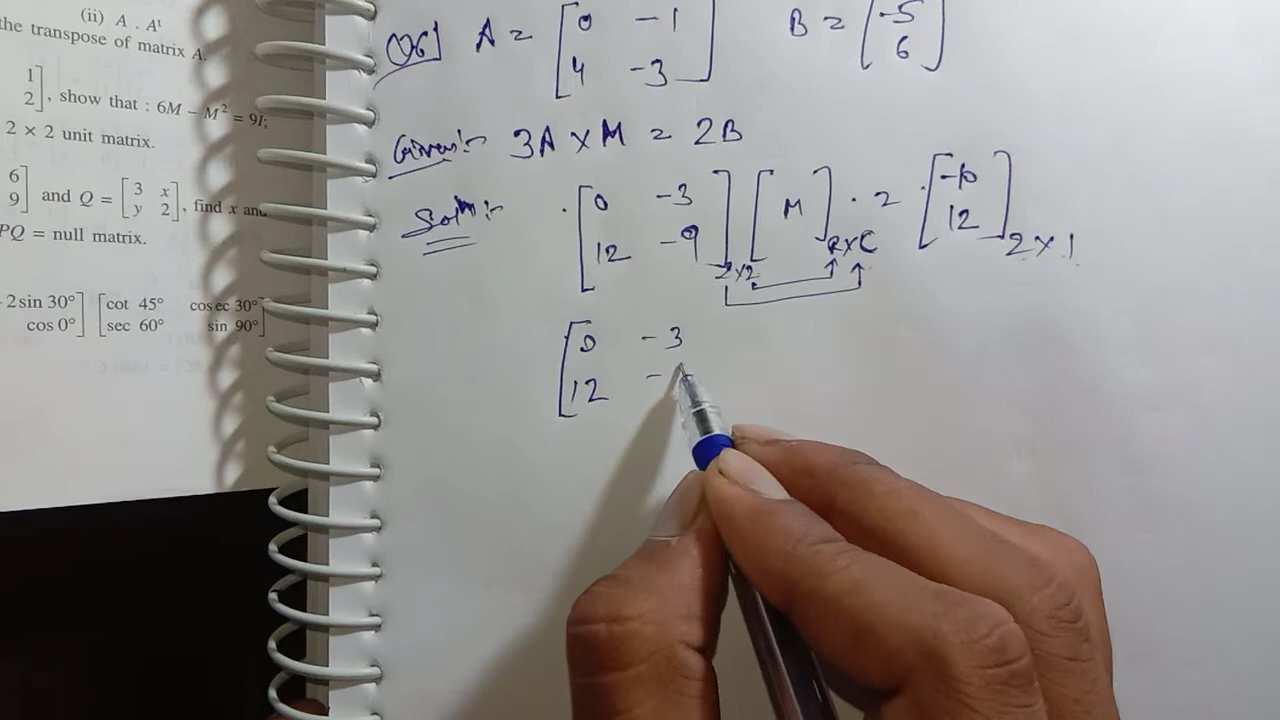 (ii) A . Aᵗ
the transpose of matrix A.
1
2], show that : 6M – M² = 9I;
2 × 2 unit matrix.
6
9] and Q = [3 x
y 2], find x and
PQ = null matrix.
2 sin 30° cot 45° cosec 30°
cos 0° sec 60° sin 90°
Q6] A = [0 -1
4 -3] B = [-5
6]
Given:- 3A × M = 2B
Soln:- [0 -3
12 -9] 2×2 [M] R×C = [-10
12] 2×1
[0 -3
12 -